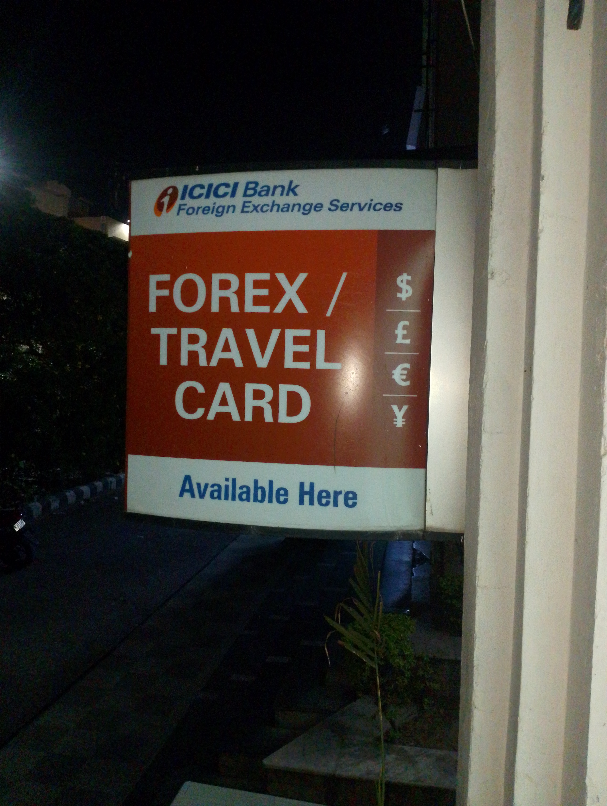 ICICI Bank
Foreign Exchange Services
FOREX /
TRAVEL
CARD
$
£
€
¥
Available Here